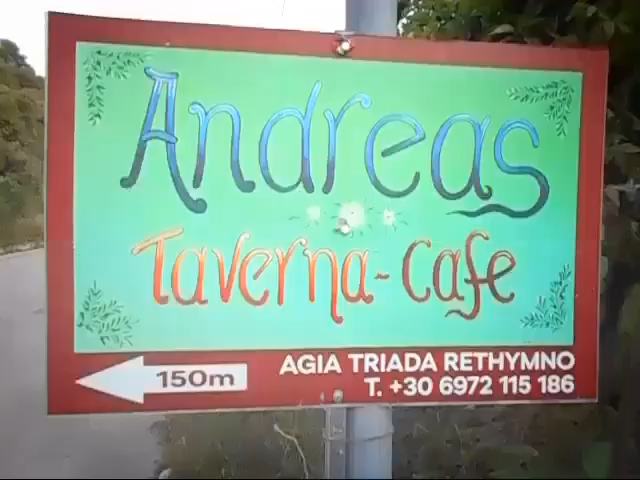 Andreas
Taverna-Cafe
150m
AGIA TRIADA RETHYMNO
T. +30 6972 115 186